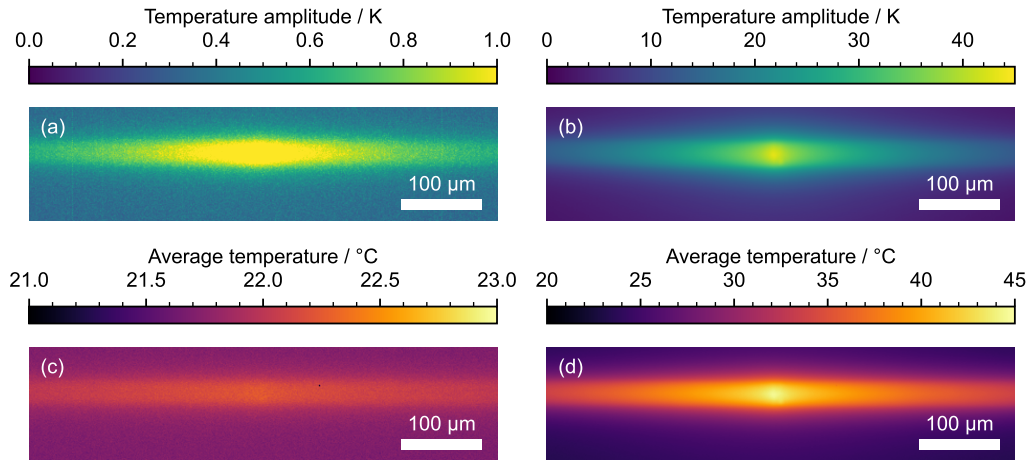 Temperature amplitude / K
0.0 0.2 0.4 0.6 0.8 1.0
(a)
100 µm
Temperature amplitude / K
0 10 20 30 40
(b)
100 µm
Average temperature / °C
21.0 21.5 22.0 22.5 23.0
(c)
100 µm
Average temperature / °C
20 25 30 35 40 45
(d)
100 µm